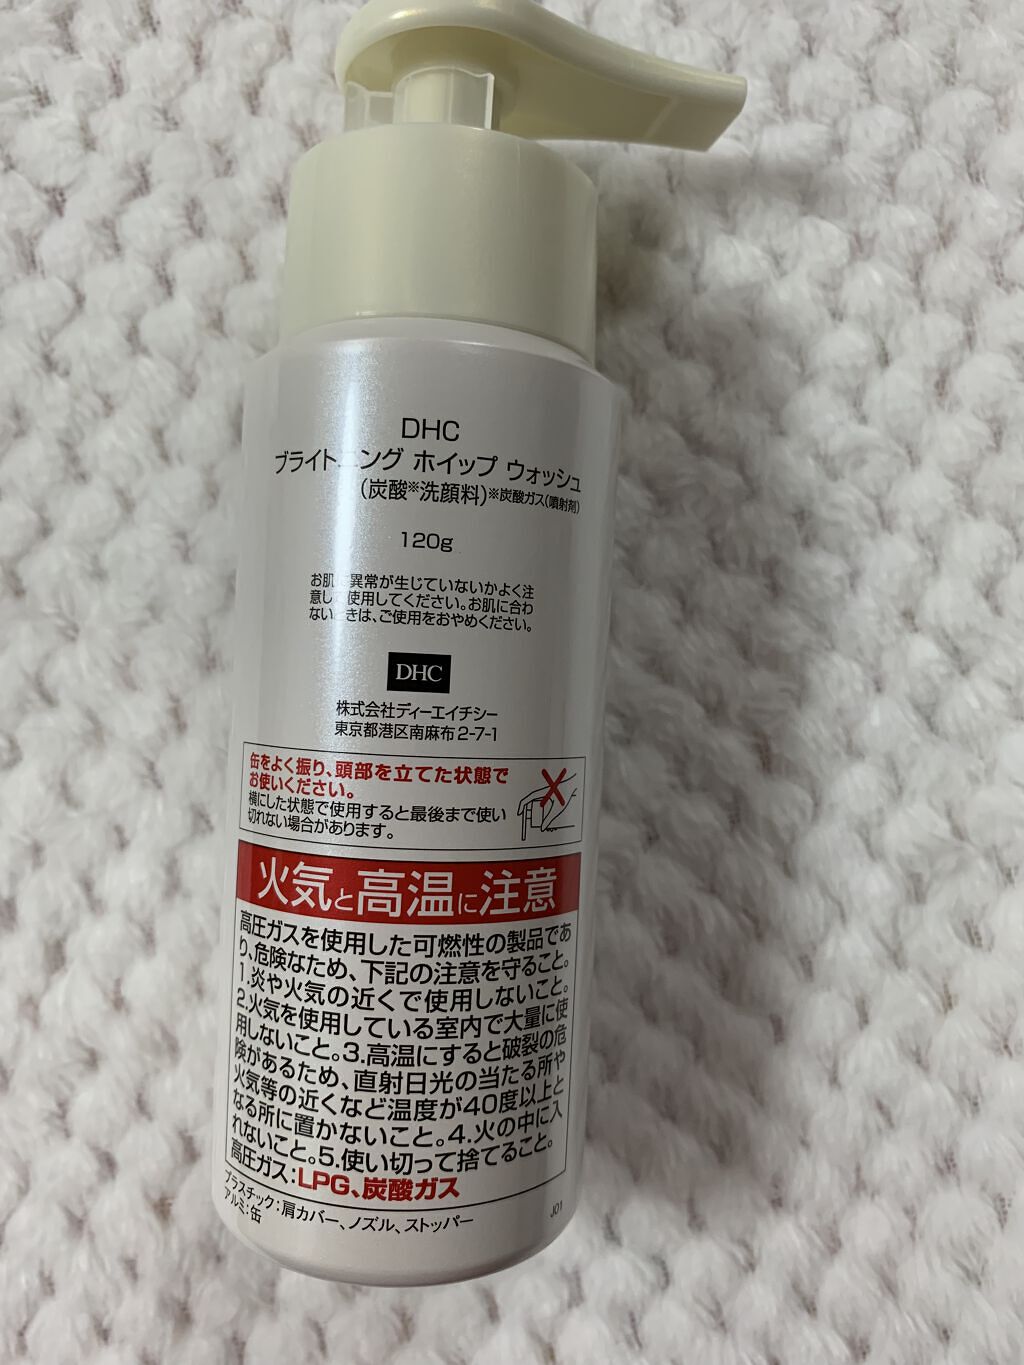 DHC
ブライトニング ホイップ ウォッシュ
(炭酸※洗顔料)※炭酸ガス(噴射剤)
120g
お肌に異常が生じていないかよく注
意して使用してください。お肌に合わ
ないときは、ご使用をおやめください。
DHC
株式会社ディーエイチシー
東京都港区南麻布2-7-1
缶をよく振り、頭部を立てた状態で
お使いください。
横にした状態で使用すると最後まで使い
切れない場合があります。
火気と高温に注意
高圧ガスを使用した可燃性の製品であ
り、危険なため、下記の注意を守ること。
1.炎や火気の近くで使用しないこと。
2.火気を使用している室内で大量に使
用しないこと。3.高温にすると破裂の危
険があるため、直射日光の当たる所や
火気等の近くなど温度が40度以上と
なる所に置かないこと。4.火の中に入
れないこと。5.使い切って捨てること。
高圧ガス:LPG、炭酸ガス
プラスチック:肩カバー、ノズル、ストッパー
アルミ:缶
J01